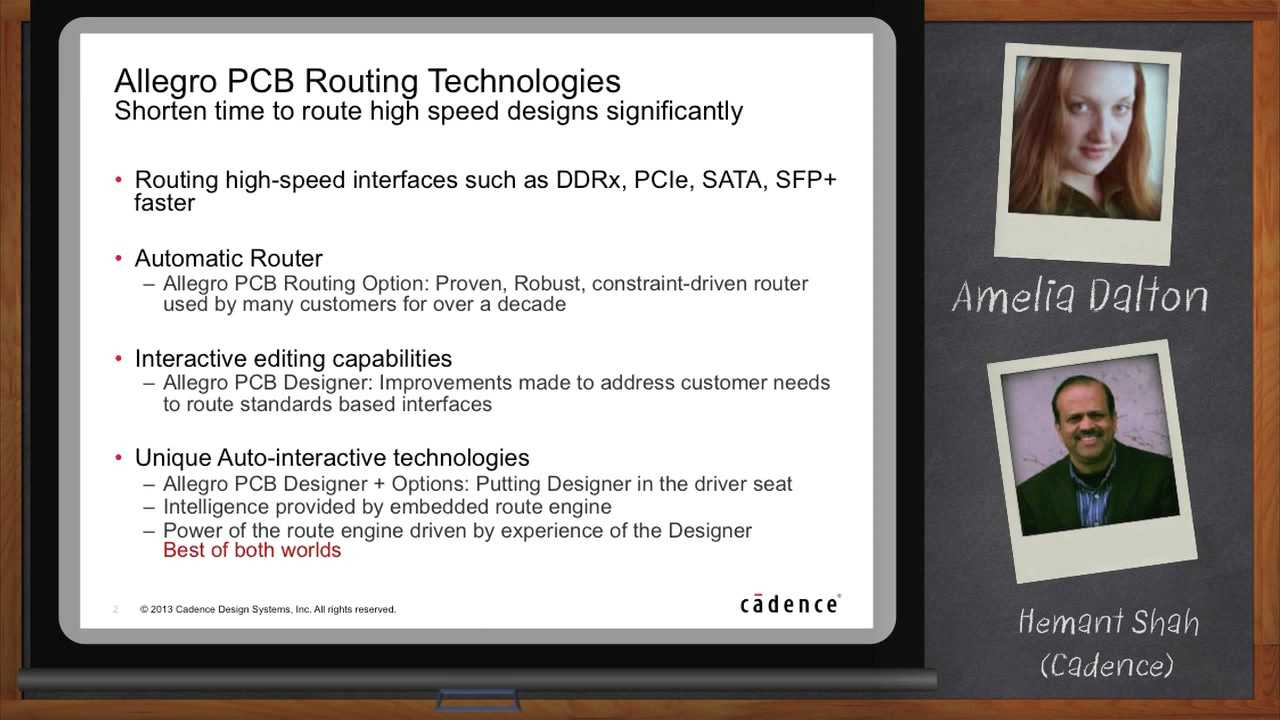 Allegro PCB Routing Technologies
Shorten time to route high speed designs significantly
• Routing high-speed interfaces such as DDRx, PCIe, SATA, SFP+
faster
• Automatic Router
– Allegro PCB Routing Option: Proven, Robust, constraint-driven router
used by many customers for over a decade
• Interactive editing capabilities
– Allegro PCB Designer: Improvements made to address customer needs
to route standards based interfaces
• Unique Auto-interactive technologies
– Allegro PCB Designer + Options: Putting Designer in the driver seat
– Intelligence provided by embedded route engine
– Power of the route engine driven by experience of the Designer
Best of both worlds
2 © 2013 Cadence Design Systems, Inc. All rights reserved.
cādence®
Amelia Dalton
Hemant Shah
(Cadence)